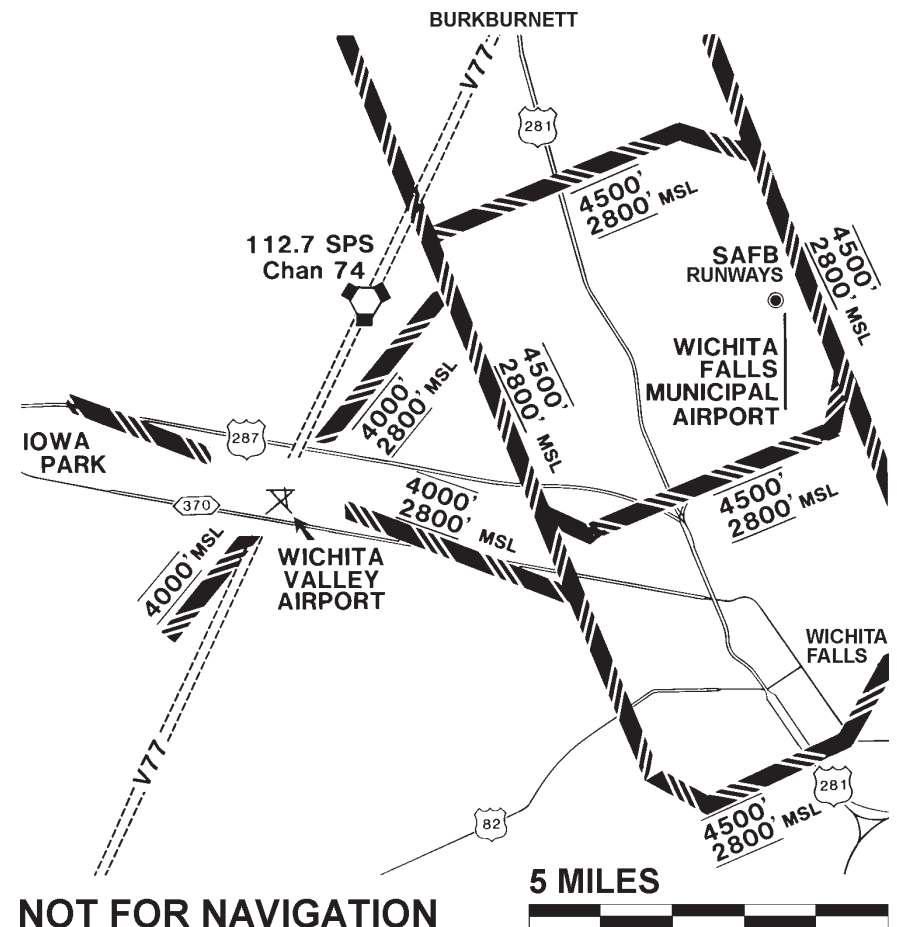 BURKBURNETT
V77
281
4500'
2800' MSL
112.7 SPS
Chan 74
SAFB
RUNWAYS
4500'
2800' MSL
WICHITA
FALLS
MUNICIPAL
AIRPORT
4500'
2800' MSL
4000'
2800' MSL
287
IOWA
PARK
370
4000'
2800' MSL
4500'
2800' MSL
WICHITA
VALLEY
AIRPORT
4000' MSL
WICHITA
FALLS
V77
281
82
4500'
2800' MSL
5 MILES
NOT FOR NAVIGATION